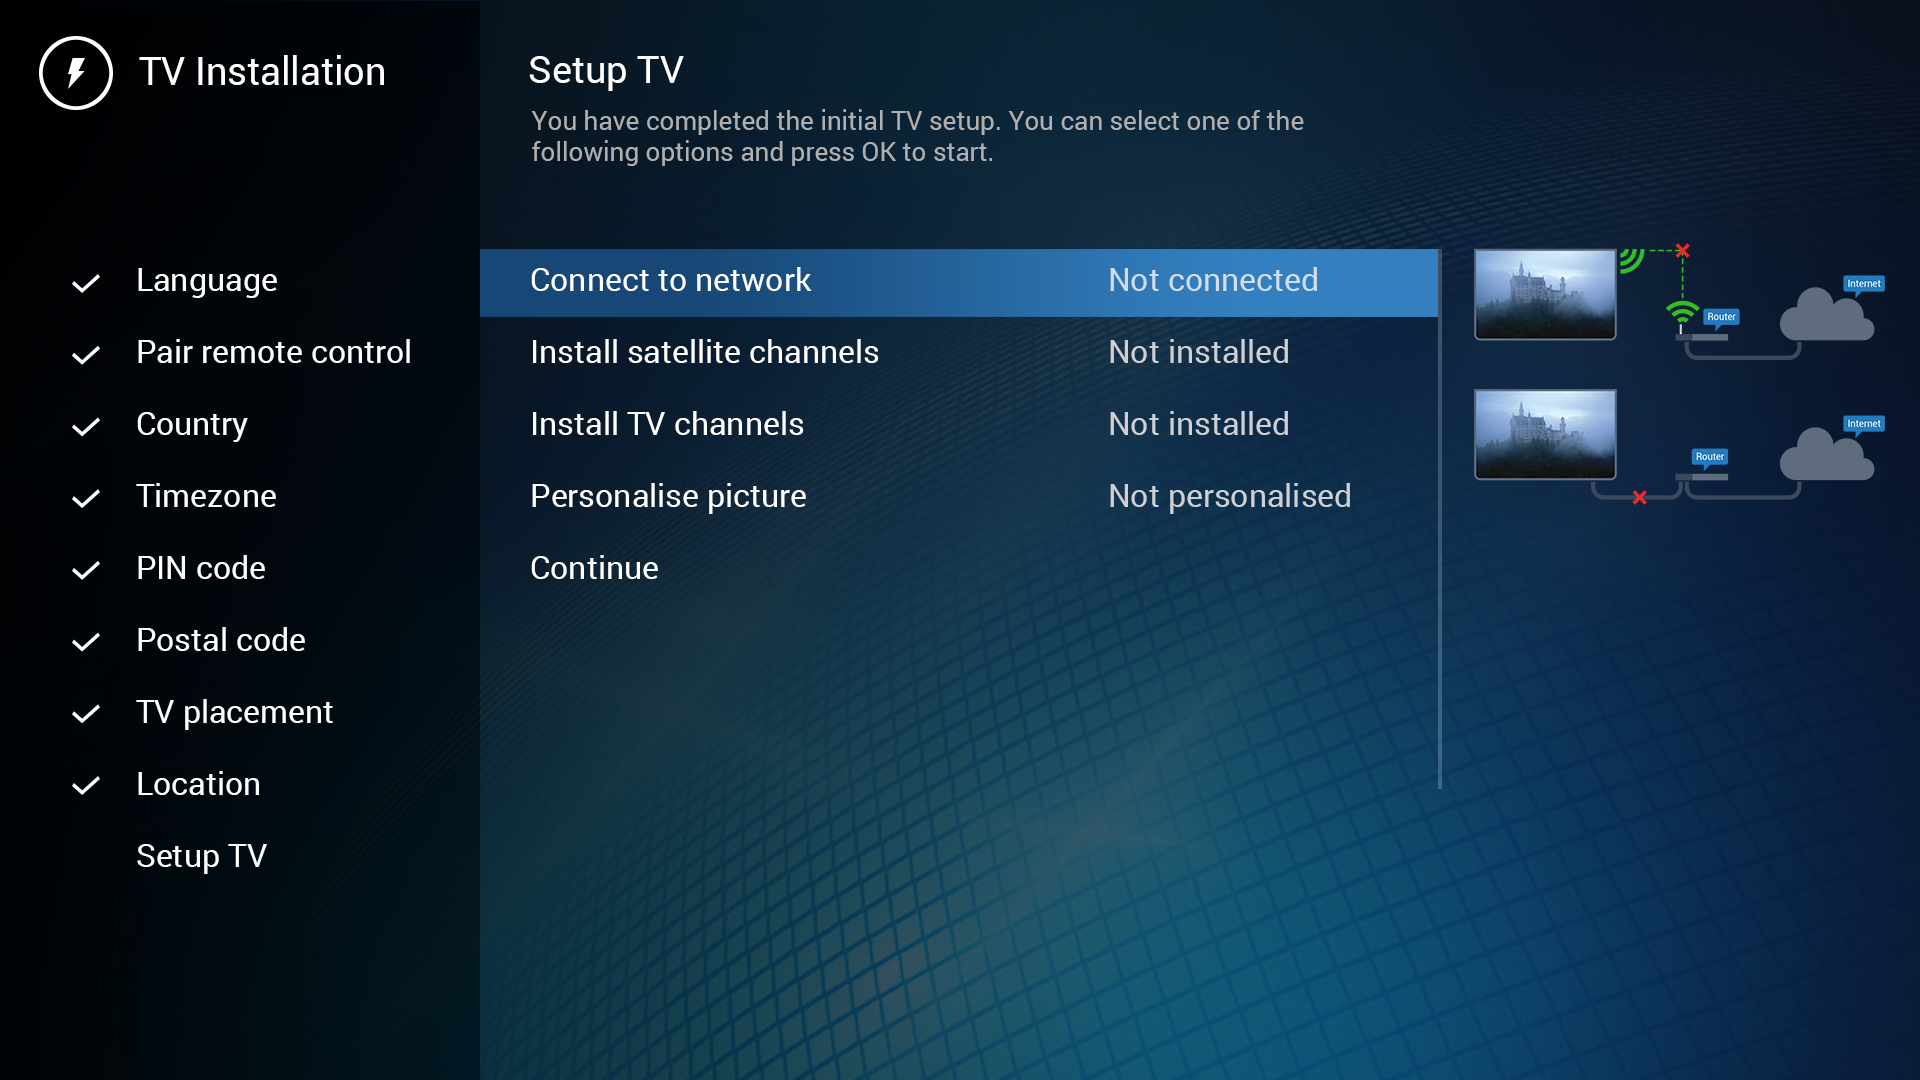 TV Installation
Language
Pair remote control
Country
Timezone
PIN code
Postal code
TV placement
Location
Setup TV
Setup TV
You have completed the initial TV setup. You can select one of the
following options and press OK to start.
Connect to network Not connected
Install satellite channels Not installed
Install TV channels Not installed
Personalise picture Not personalised
Continue
Internet
Router
Internet
Router